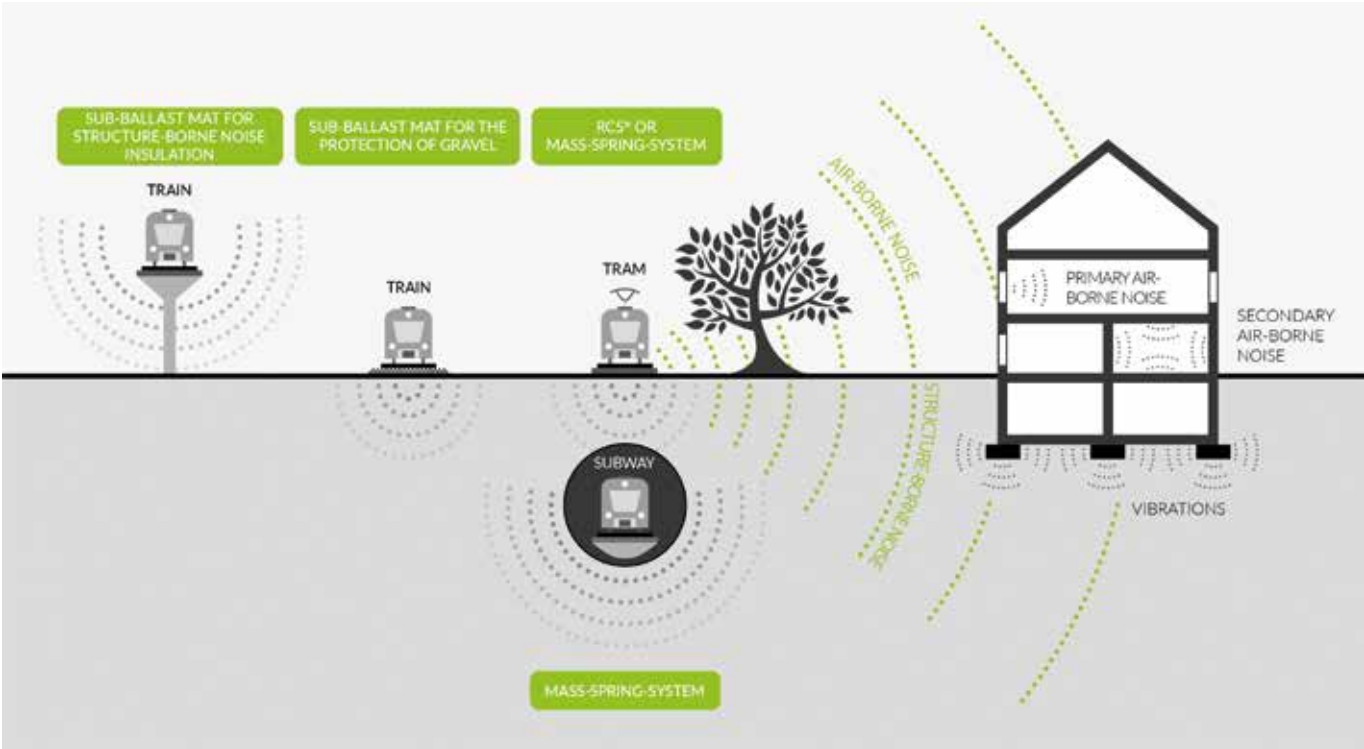 SUB-BALLAST MAT FOR
STRUCTURE-BORNE NOISE
INSULATION
SUB-BALLAST MAT FOR THE
PROTECTION OF GRAVEL
RCS® OR
MASS-SPRING-SYSTEM
TRAIN
TRAIN
TRAM
AIR-BORNE NOISE
PRIMARY AIR-
BORNE NOISE
SECONDARY
AIR-BORNE
NOISE
STRUCTURE-BORNE NOISE
SUBWAY
VIBRATIONS
MASS-SPRING-SYSTEM